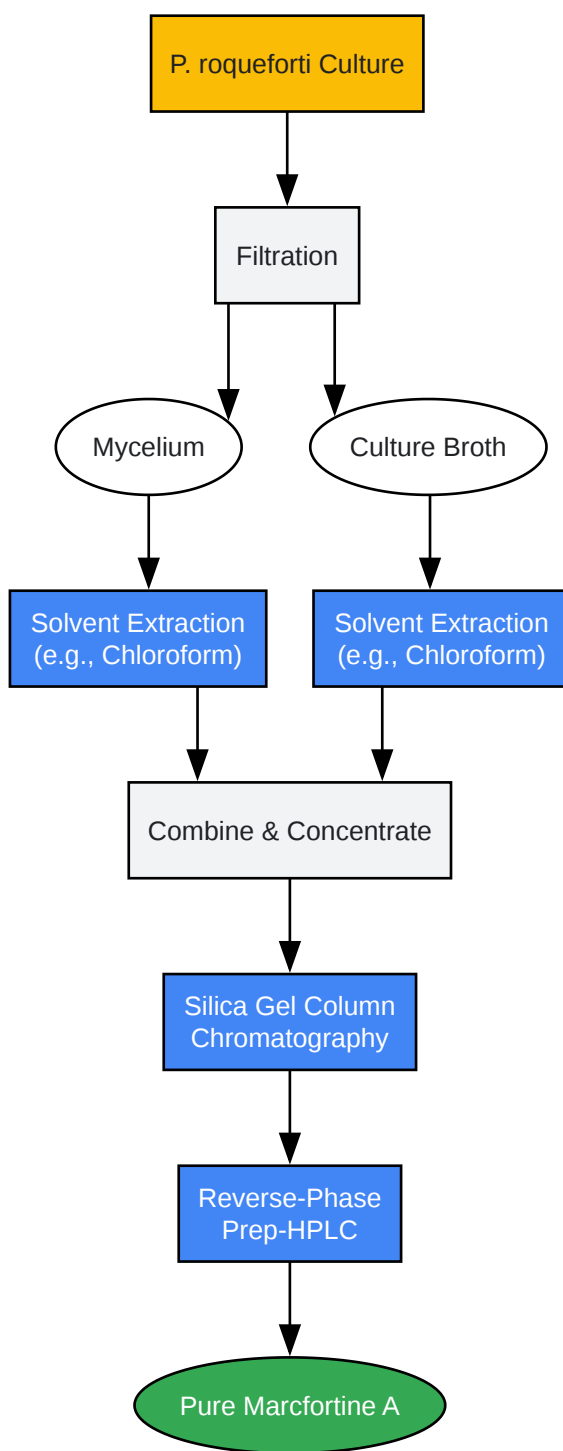 P. roqueforti Culture
Filtration
Mycelium
Culture Broth
Solvent Extraction
(e.g., Chloroform)
Solvent Extraction
(e.g., Chloroform)
Combine & Concentrate
Silica Gel Column
Chromatography
Reverse-Phase
Prep-HPLC
Pure Marcfortine A